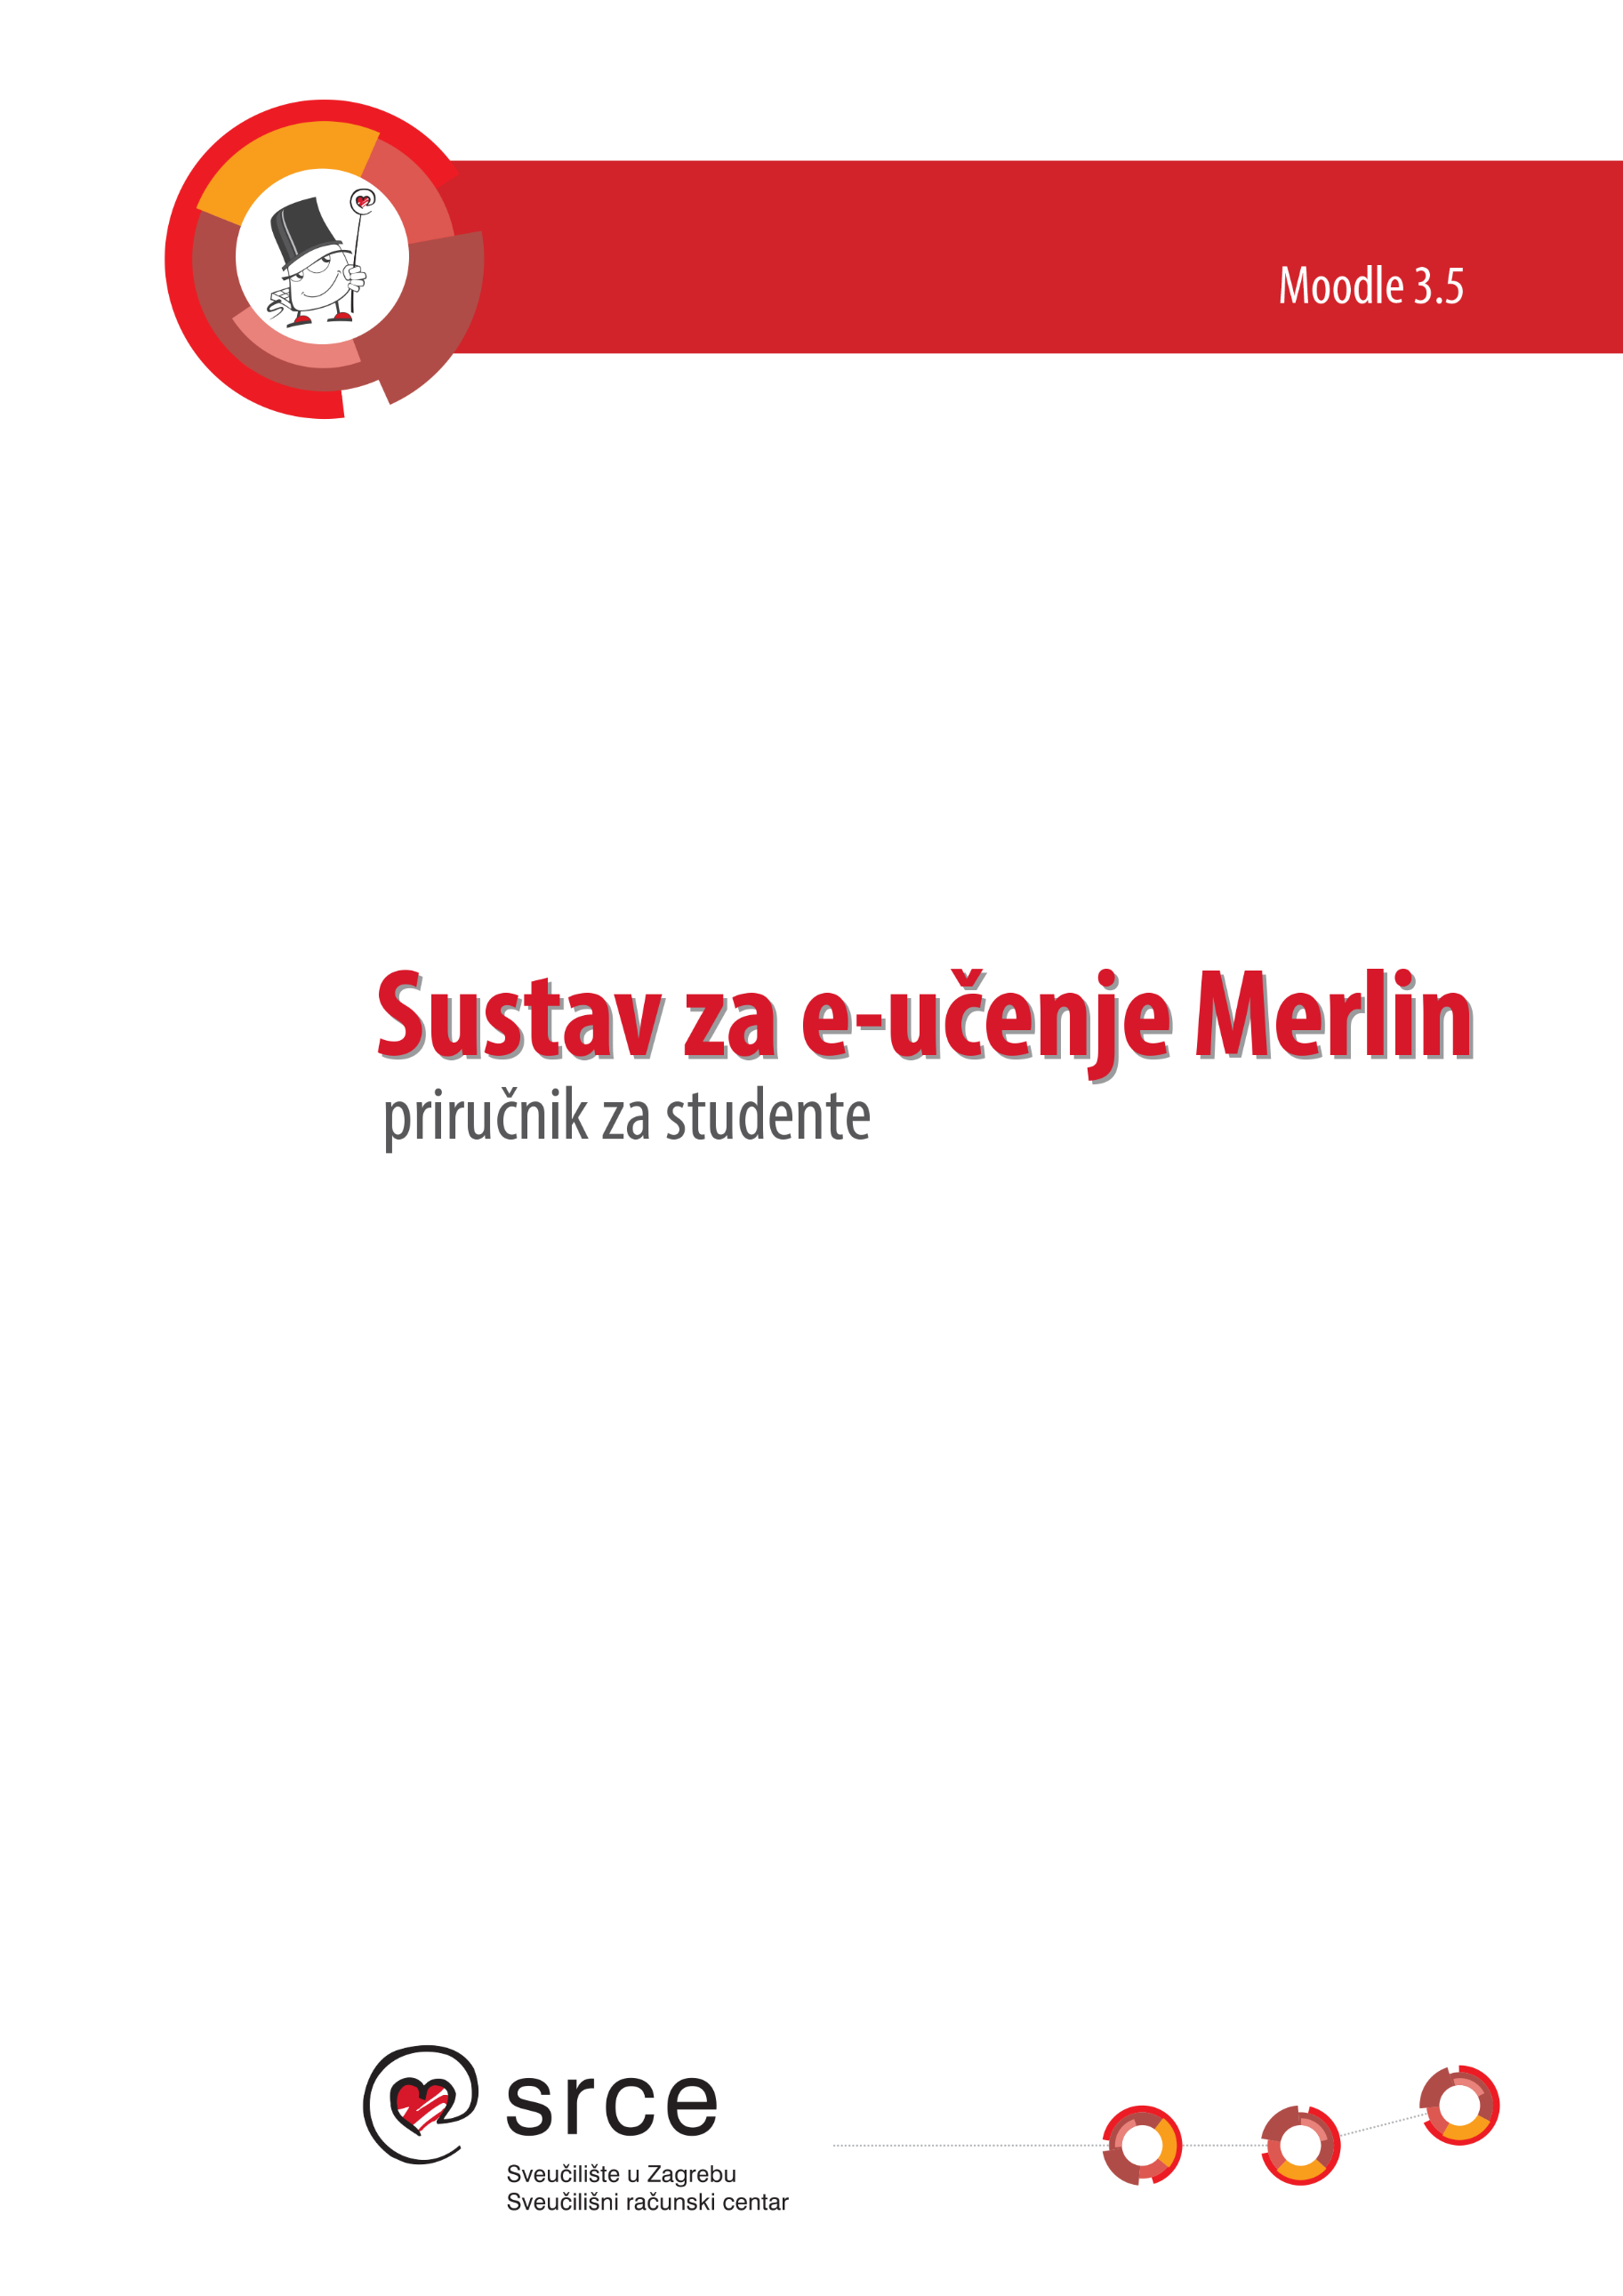 Moodle 3.5
Sustav za e-učenje Merlin
priručnik za studente
srce
Sveučilište u Zagrebu
Sveučilišni računski centar